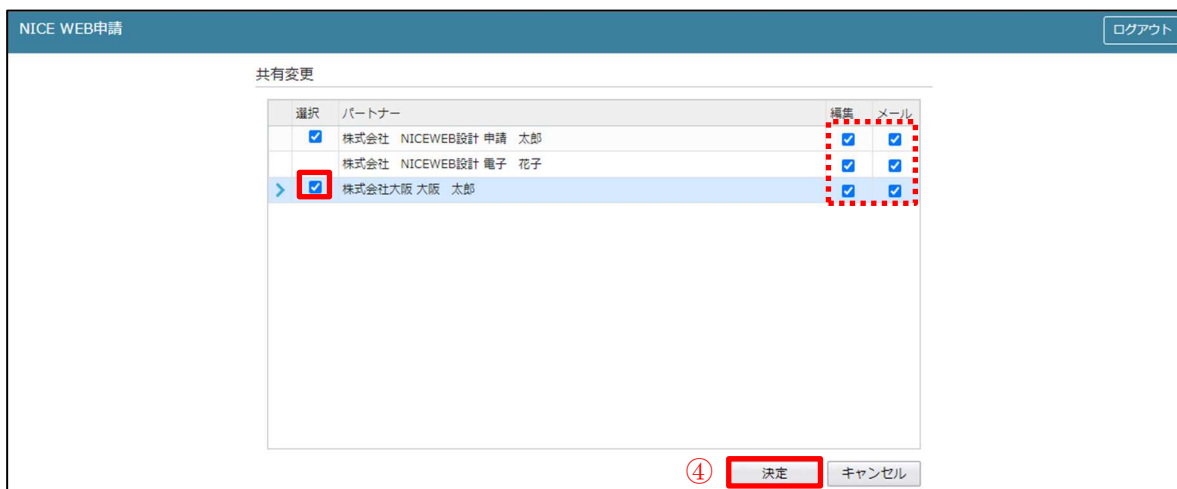 NICE WEB申請 ログアウト
共有変更
選択 パートナー 編集 メール
株式会社　NICEWEB設計 申請　太郎
株式会社　NICEWEB設計 電子　花子
株式会社大阪 大阪　太郎
④ 決定 キャンセル